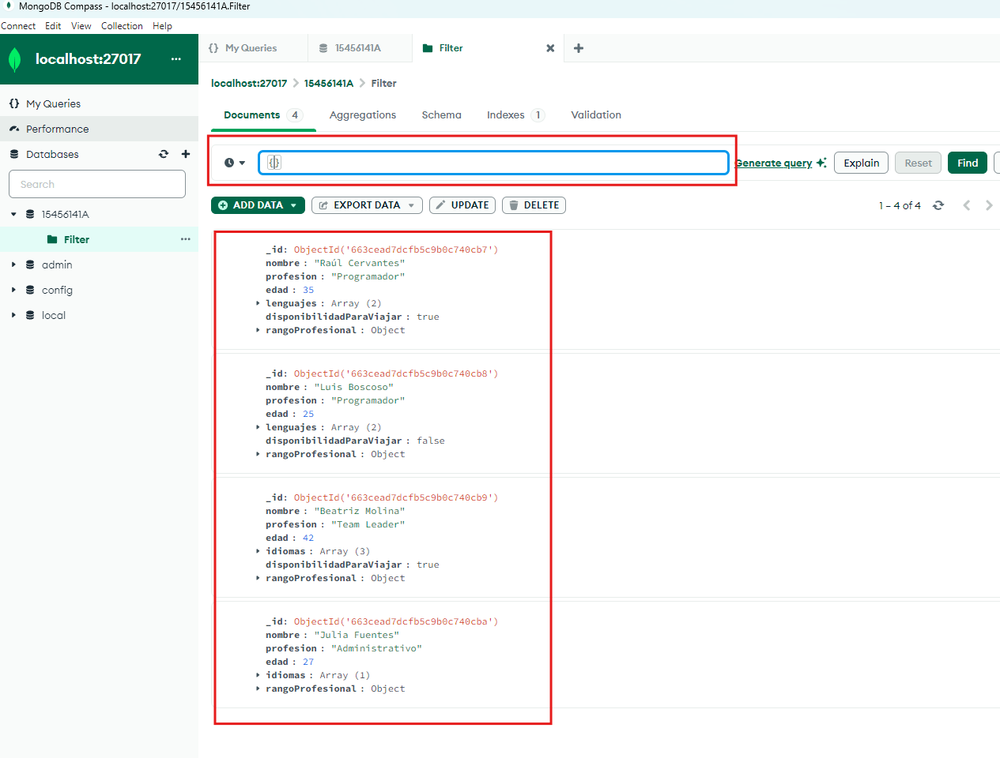 MongoDB Compass - localhost:27017/15456141A.Filter
Connect Edit View Collection Help
localhost:27017 ...
{} My Queries
15456141A
Filter
localhost:27017 > 15456141A > Filter
My Queries
Performance
Databases
Search
15456141A
Filter
admin
config
local
Documents 4 Aggregations Schema Indexes 1 Validation
{}
Generate query Explain Reset Find
ADD DATA EXPORT DATA UPDATE DELETE
1 – 4 of 4
_id: ObjectId('663cead7dcfb5c9b0c740cb7')
nombre : "Raúl Cervantes"
profesion : "Programador"
edad : 35
lenguajes : Array (2)
disponibilidadParaViajar : true
rangoProfesional : Object
_id: ObjectId('663cead7dcfb5c9b0c740cb8')
nombre : "Luis Boscoso"
profesion : "Programador"
edad : 25
lenguajes : Array (2)
disponibilidadParaViajar : false
rangoProfesional : Object
_id: ObjectId('663cead7dcfb5c9b0c740cb9')
nombre : "Beatriz Molina"
profesion : "Team Leader"
edad : 42
idiomas : Array (3)
disponibilidadParaViajar : true
rangoProfesional : Object
_id: ObjectId('663cead7dcfb5c9b0c740cba')
nombre : "Julia Fuentes"
profesion : "Administrativo"
edad : 27
idiomas : Array (1)
rangoProfesional : Object